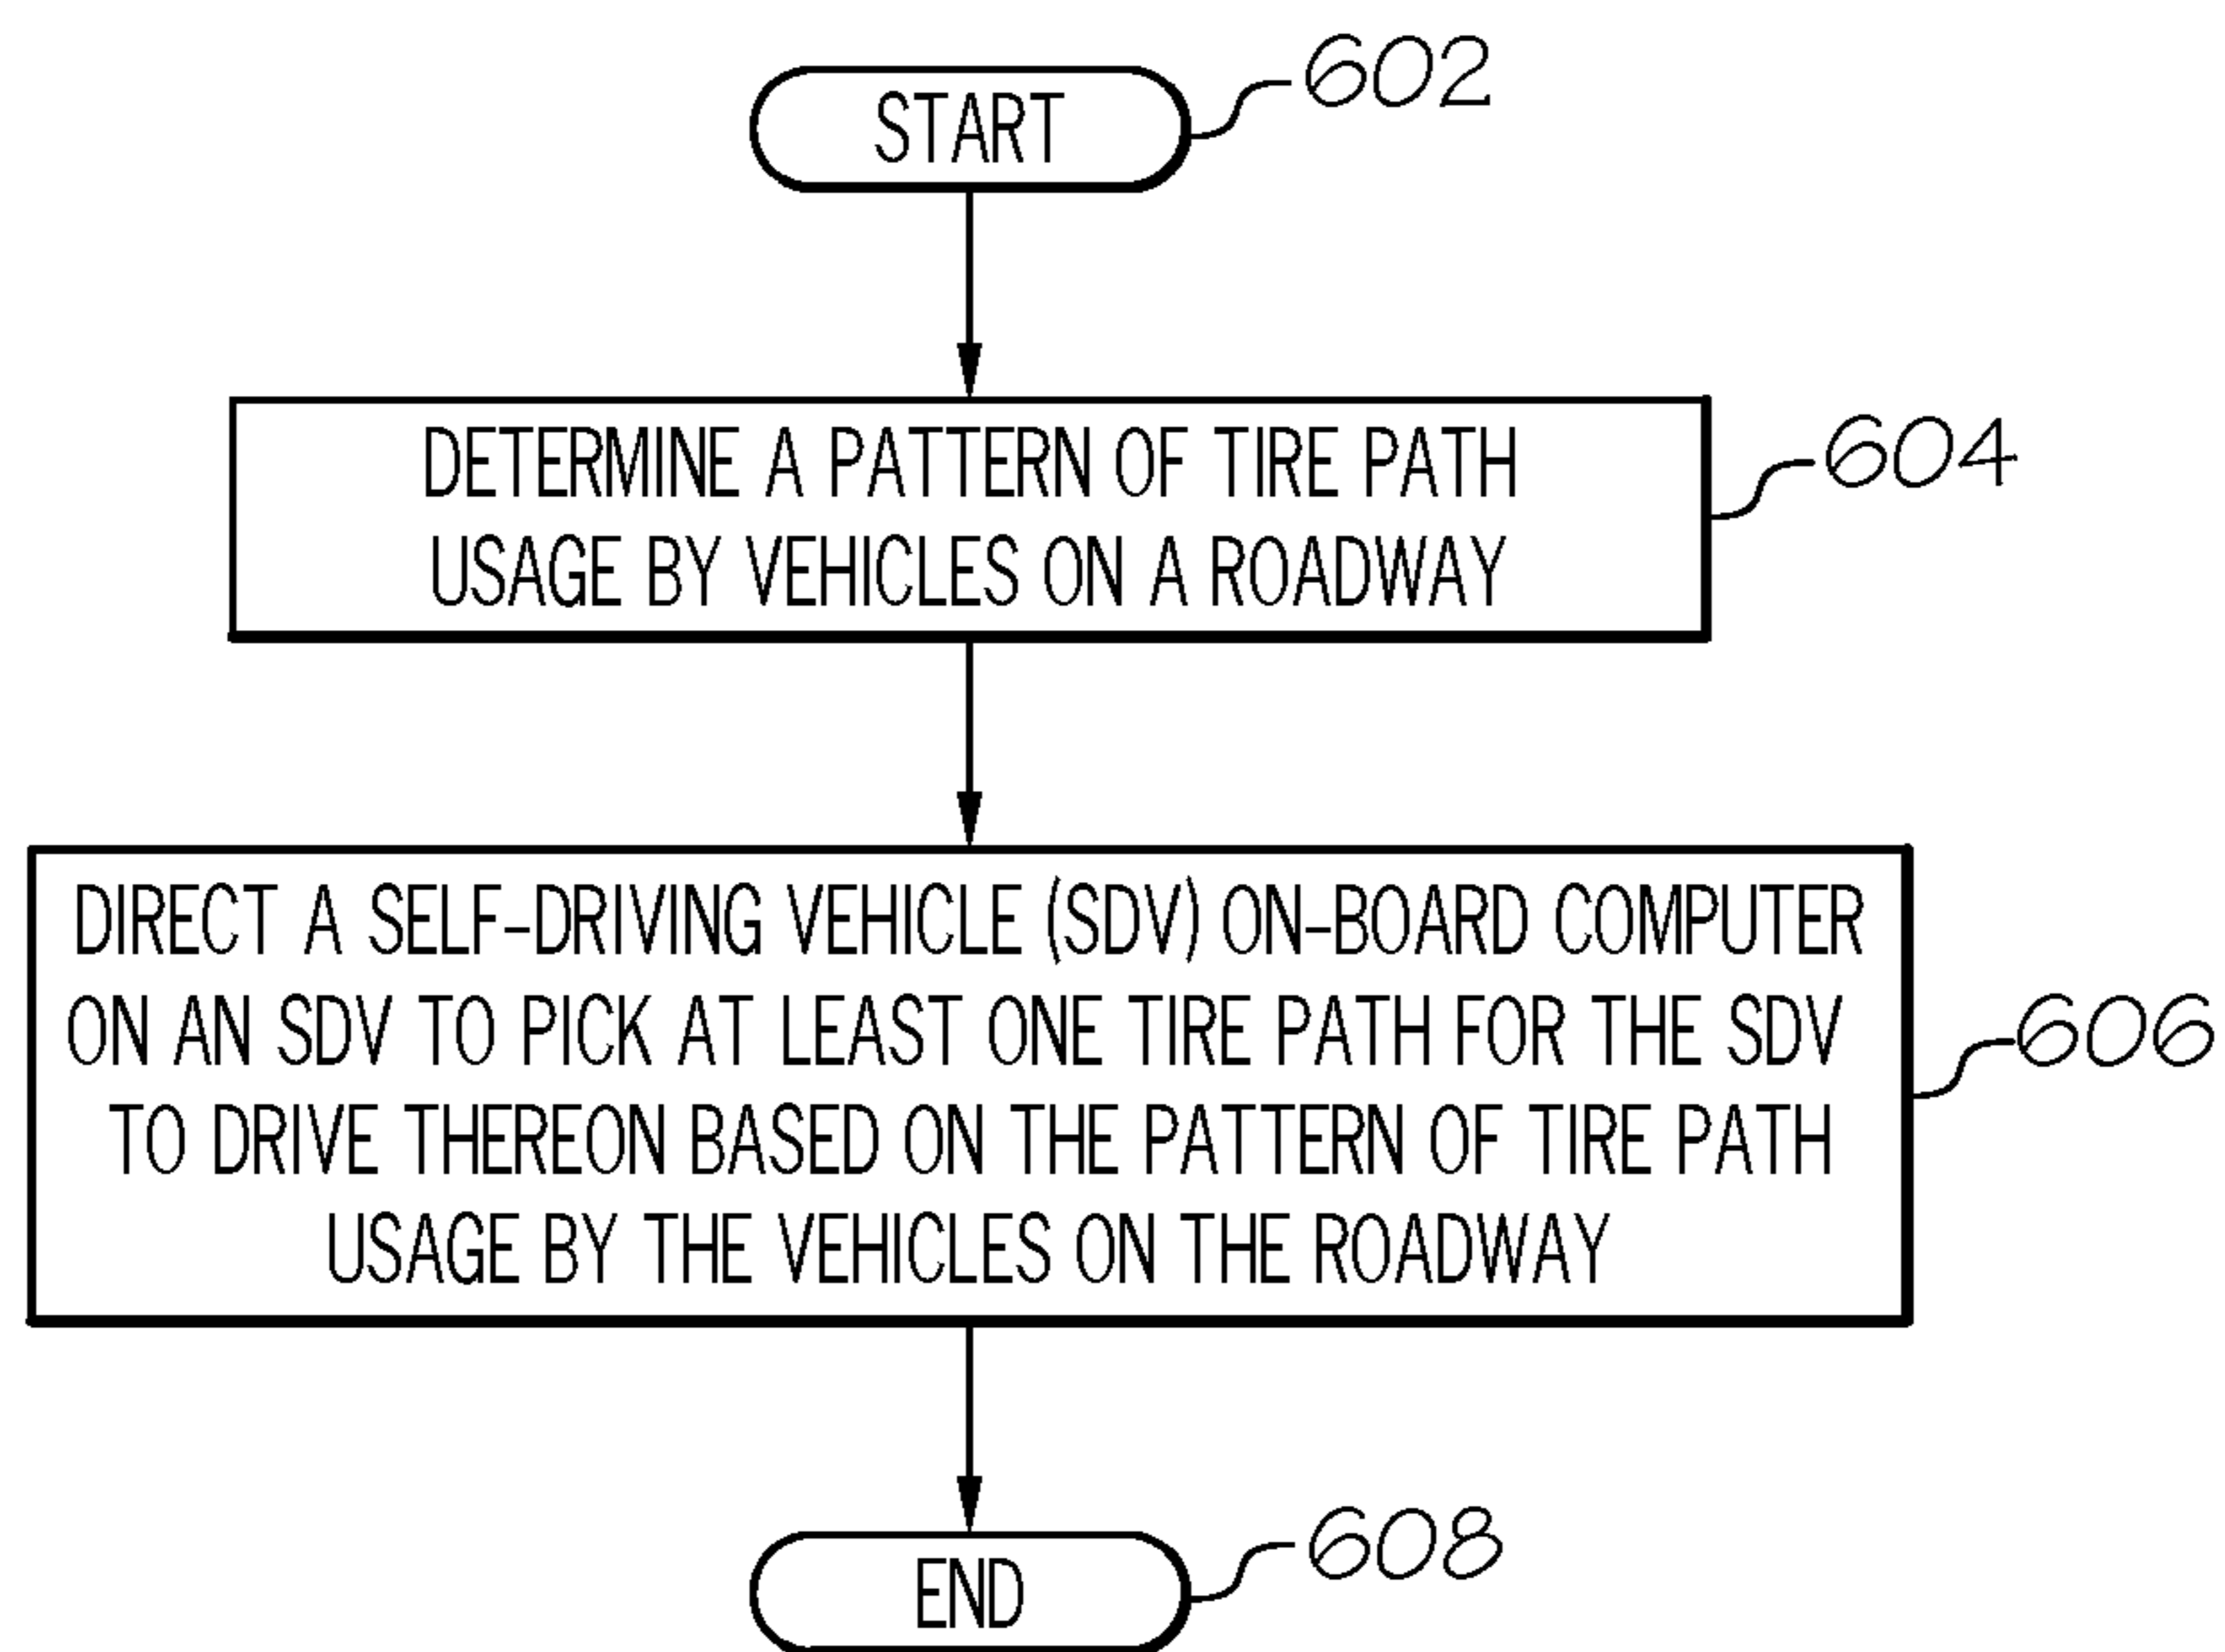 START
602
DETERMINE A PATTERN OF TIRE PATH
USAGE BY VEHICLES ON A ROADWAY
604
DIRECT A SELF-DRIVING VEHICLE (SDV) ON-BOARD COMPUTER
ON AN SDV TO PICK AT LEAST ONE TIRE PATH FOR THE SDV
TO DRIVE THEREON BASED ON THE PATTERN OF TIRE PATH
USAGE BY THE VEHICLES ON THE ROADWAY
606
END
608